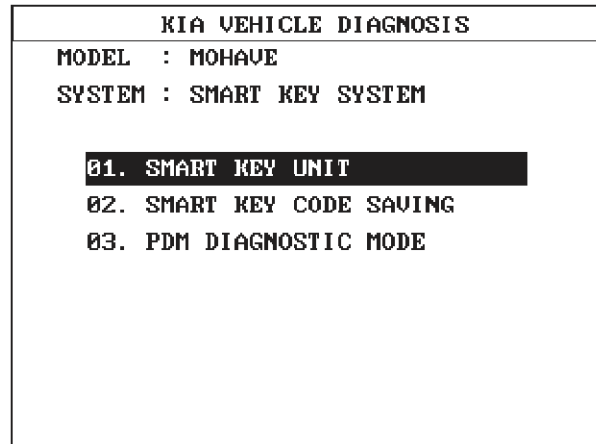 KIA VEHICLE DIAGNOSIS
MODEL : MOHAVE
SYSTEM : SMART KEY SYSTEM
01. SMART KEY UNIT
02. SMART KEY CODE SAVING
03. PDM DIAGNOSTIC MODE